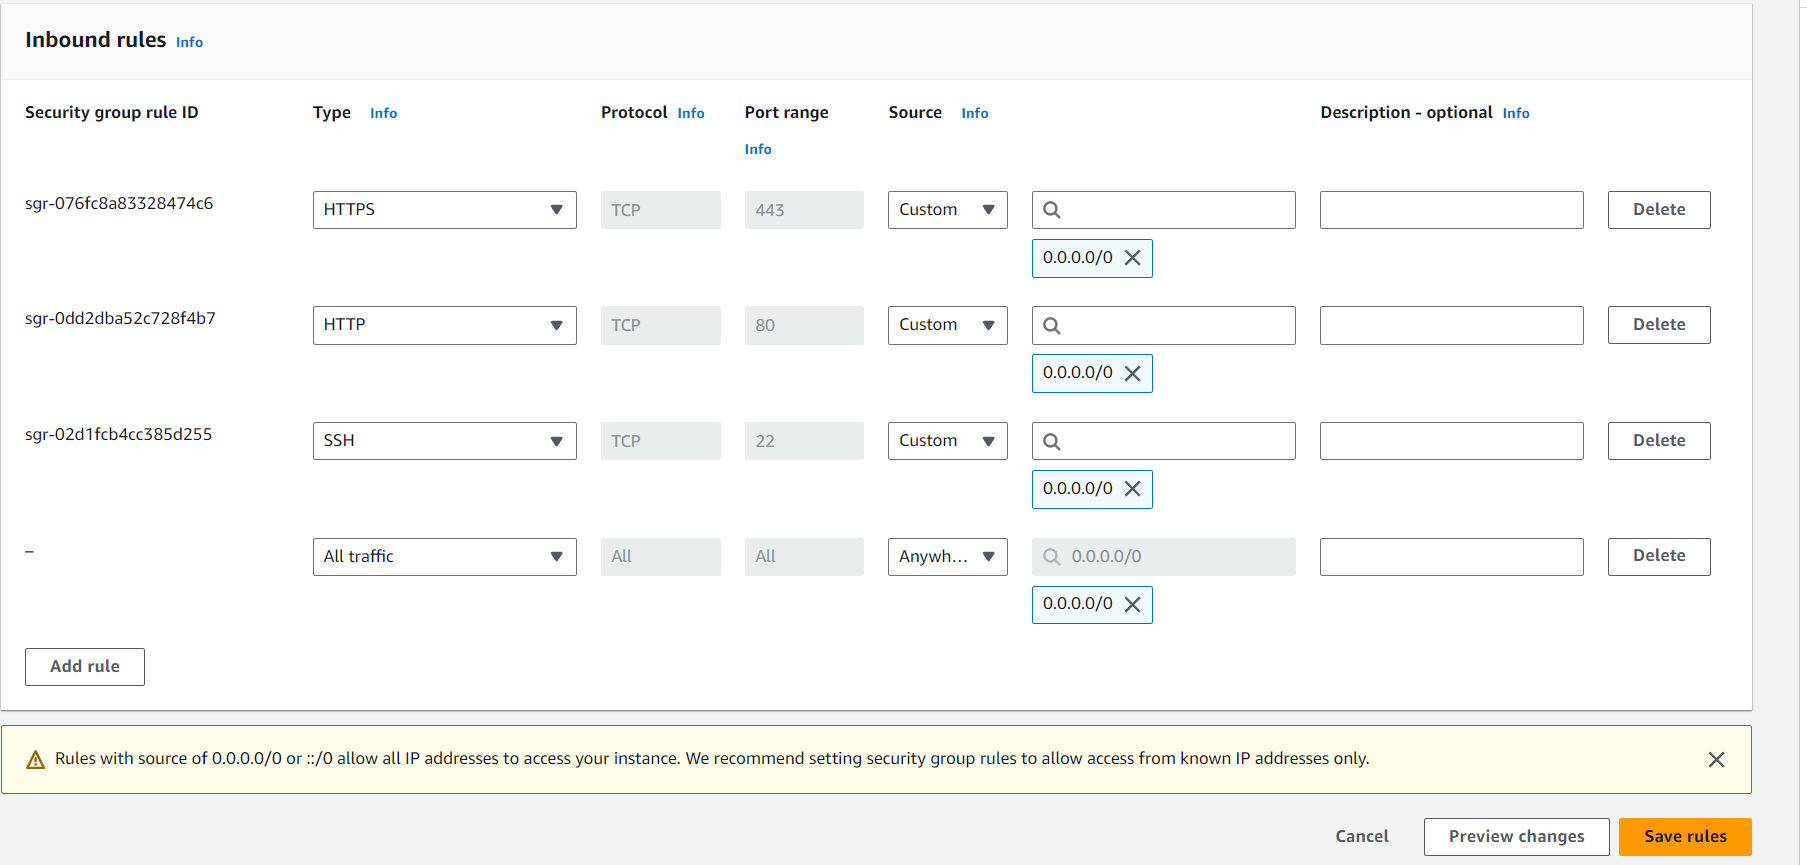 Inbound rules Info
Security group rule ID Type Info Protocol Info Port range Info Source Info Description - optional Info
sgr-076fc8a83328474c6 HTTPS TCP 443 Custom Delete
0.0.0.0/0
sgr-0dd2dba52c728f4b7 HTTP TCP 80 Custom Delete
0.0.0.0/0
sgr-02d1fcb4cc385d255 SSH TCP 22 Custom Delete
0.0.0.0/0
– All traffic All All Anywh... 0.0.0.0/0 Delete
0.0.0.0/0
Add rule
Rules with source of 0.0.0.0/0 or ::/0 allow all IP addresses to access your instance. We recommend setting security group rules to allow access from known IP addresses only.
Cancel Preview changes Save rules